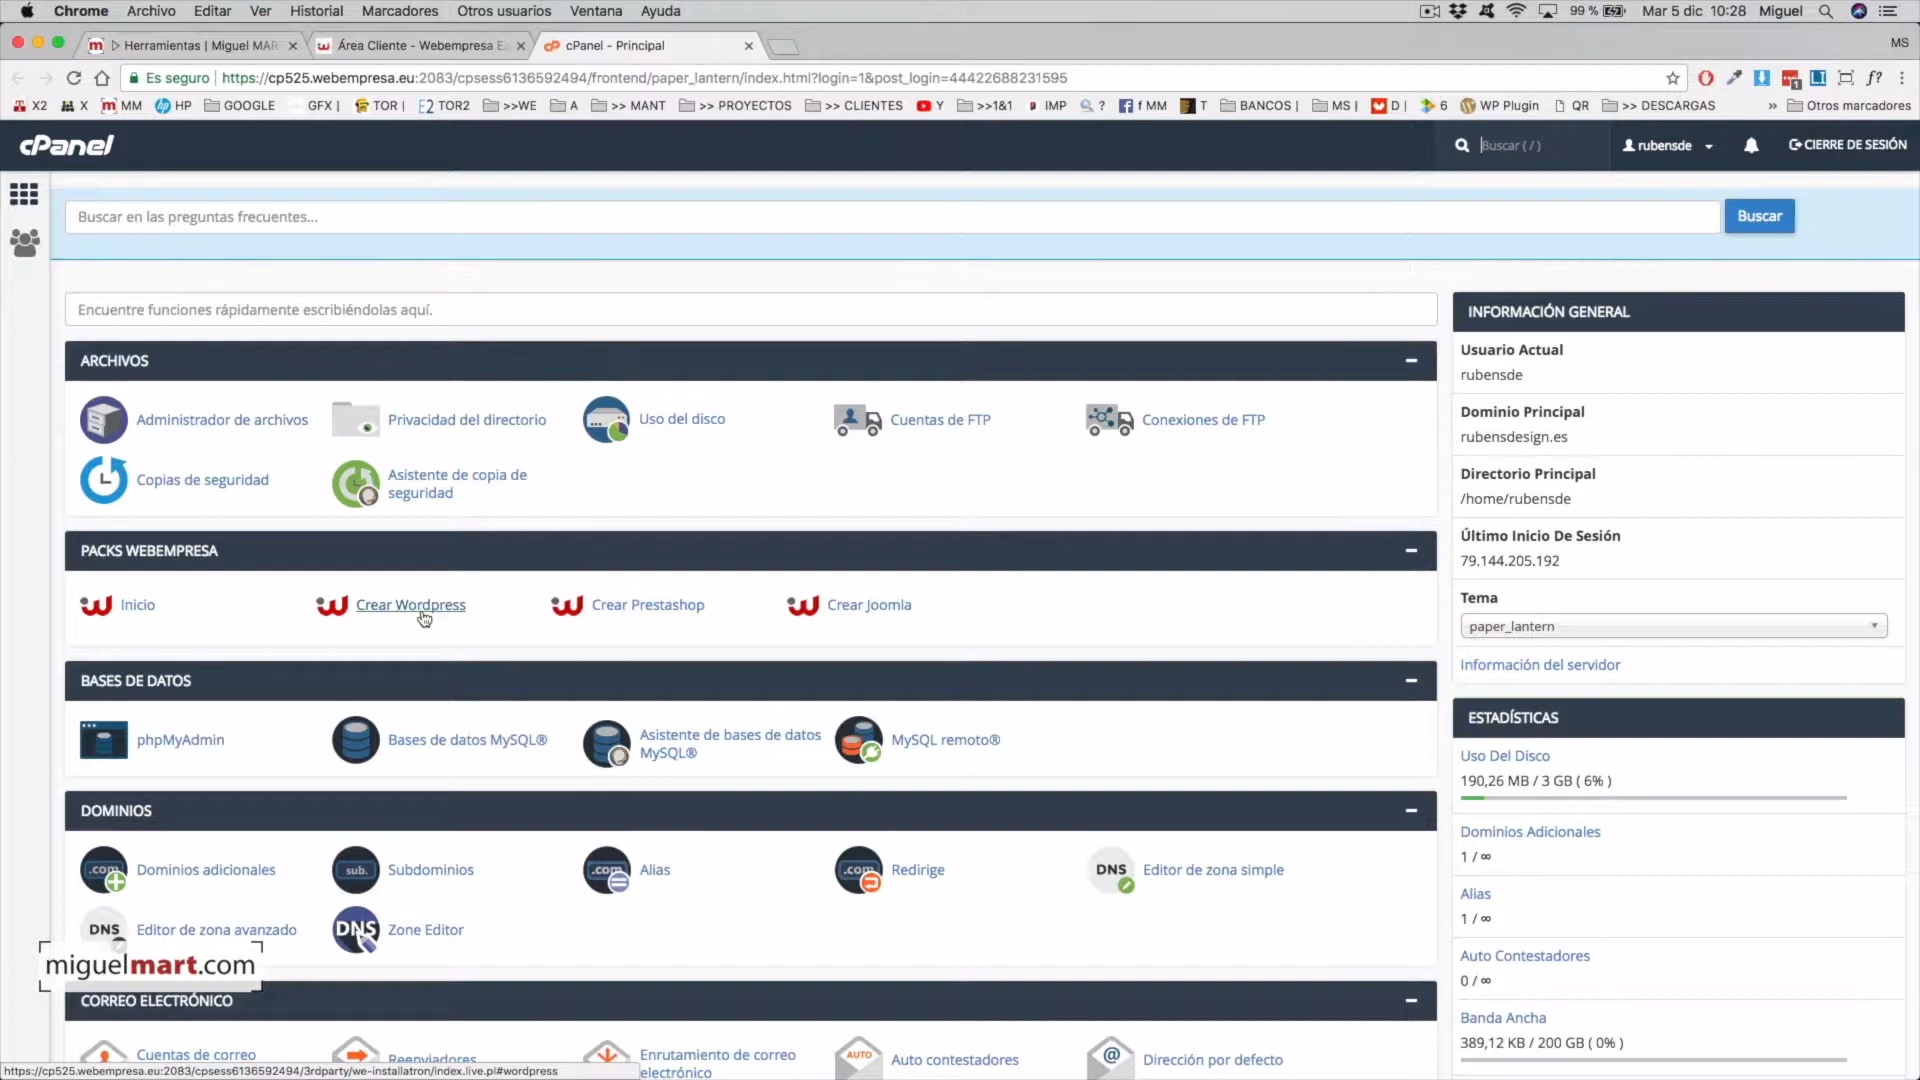 Chrome Archivo Editar Ver Historial Marcadores Otros usuarios Ventana Ayuda 99 % Mar 5 dic 10:28 Miguel
Herramientas | Miguel MAR Área Cliente - Webempresa E cPanel - Principal MS
Es seguro https://cp525.webempresa.eu:2083/cpsess6136592494/frontend/paper_lantern/index.html?login=1&post_login=44422688231595
X2 X MM HP GOOGLE GFX | TOR | TOR2 >>WE A >> MANT >> PROYECTOS >> CLIENTES Y >>1&1 IMP ? f MM T BANCOS | MS | D | 6 WP Plugin QR >> DESCARGAS » Otros marcadores
cPanel Buscar ( / ) rubensde CIERRE DE SESIÓN
Buscar en las preguntas frecuentes... Buscar
Encuentre funciones rápidamente escribiéndolas aquí.
ARCHIVOS
Administrador de archivos Privacidad del directorio Uso del disco Cuentas de FTP Conexiones de FTP
Copias de seguridad Asistente de copia de
seguridad
PACKS WEBEMPRESA
Inicio Crear Wordpress Crear Prestashop Crear Joomla
BASES DE DATOS
phpMyAdmin Bases de datos MySQL® Asistente de bases de datos
MySQL® MySQL remoto®
DOMINIOS
.com Dominios adicionales sub. Subdominios .com Alias .com Redirige DNS Editor de zona simple
DNS Editor de zona avanzado DNS Zone Editor
miguelmart.com
CORREO ELECTRÓNICO
Cuentas de correo Reenviadores Enrutamiento de correo
electrónico AUTO Auto contestadores @ Dirección por defecto
https://cp525.webempresa.eu:2083/cpsess6136592494/3rdparty/we-installatron/index.live.pl#wordpress
INFORMACIÓN GENERAL
Usuario Actual
rubensde
Dominio Principal
rubensdesign.es
Directorio Principal
/home/rubensde
Último Inicio De Sesión
79.144.205.192
Tema
paper_lantern
Información del servidor
ESTADÍSTICAS
Uso Del Disco
190,26 MB / 3 GB ( 6% )
Dominios Adicionales
1 / ∞
Alias
1 / ∞
Auto Contestadores
0 / ∞
Banda Ancha
389,12 KB / 200 GB ( 0% )